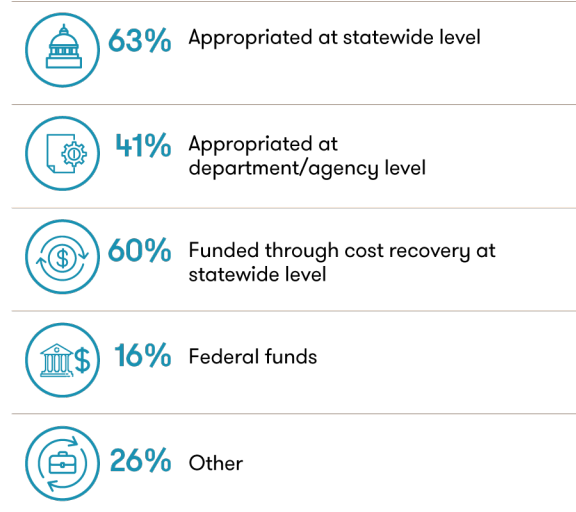 63% Appropriated at statewide level
41% Appropriated at
department/agency level
60% Funded through cost recovery at
statewide level
16% Federal funds
26% Other